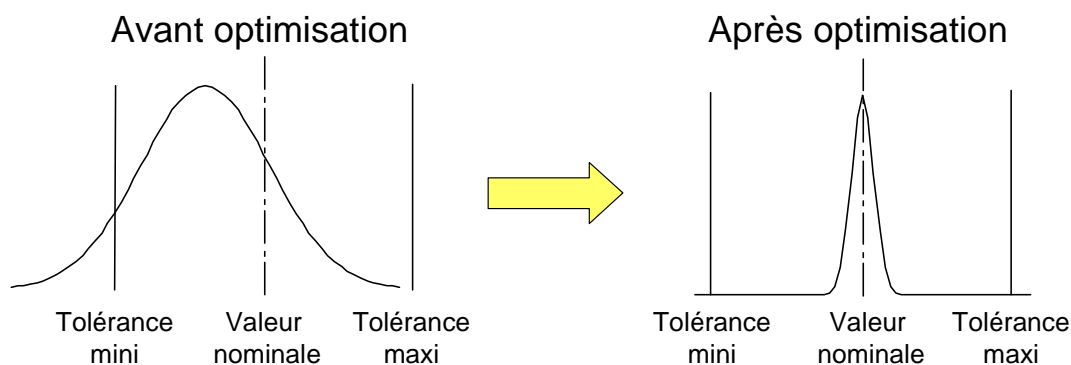 Avant optimisation
Après optimisation
Tolérance
mini
Valeur
nominale
Tolérance
maxi
Tolérance
mini
Valeur
nominale
Tolérance
maxi